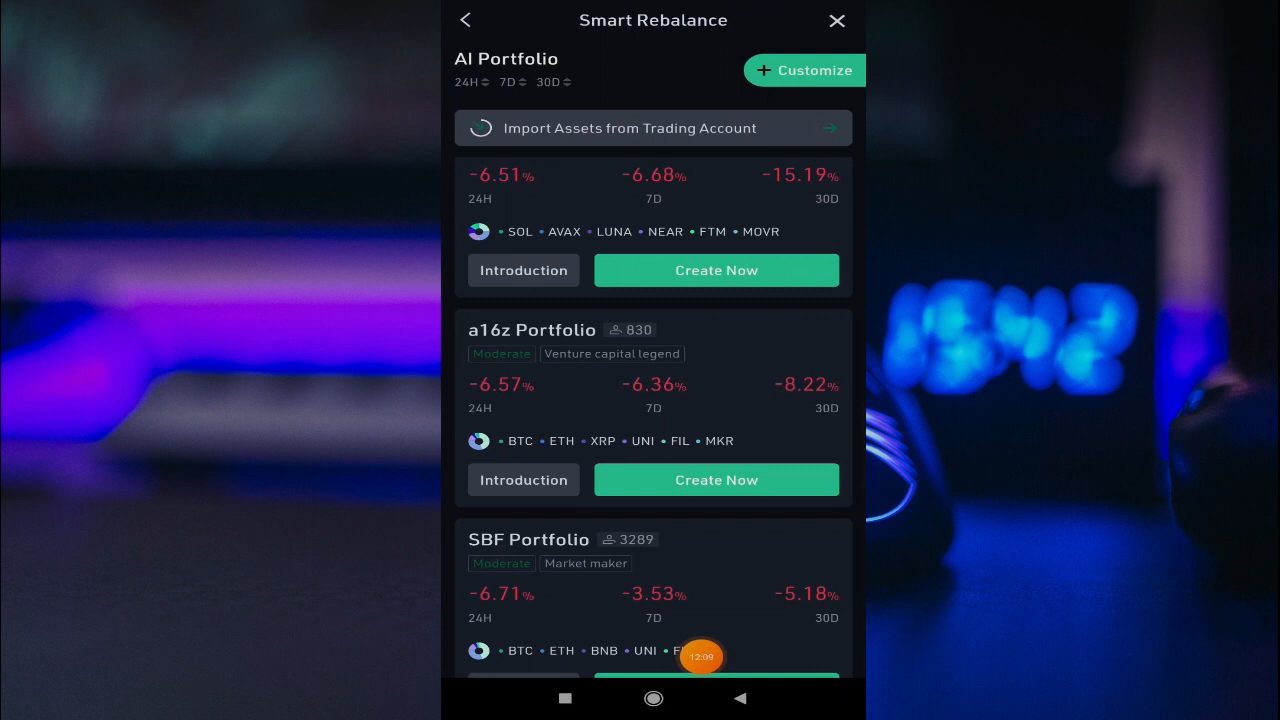 Smart Rebalance
AI Portfolio
24H 7D 30D
+ Customize
Import Assets from Trading Account
-6.51% -6.68% -15.19%
24H 7D 30D
• SOL • AVAX • LUNA • NEAR • FTM • MOVR
Introduction Create Now
a16z Portfolio 830
Moderate Venture capital legend
-6.57% -6.36% -8.22%
24H 7D 30D
• BTC • ETH • XRP • UNI • FIL • MKR
Introduction Create Now
SBF Portfolio 3289
Moderate Market maker
-6.71% -3.53% -5.18%
24H 7D 30D
• BTC • ETH • BNB • UNI
12:09